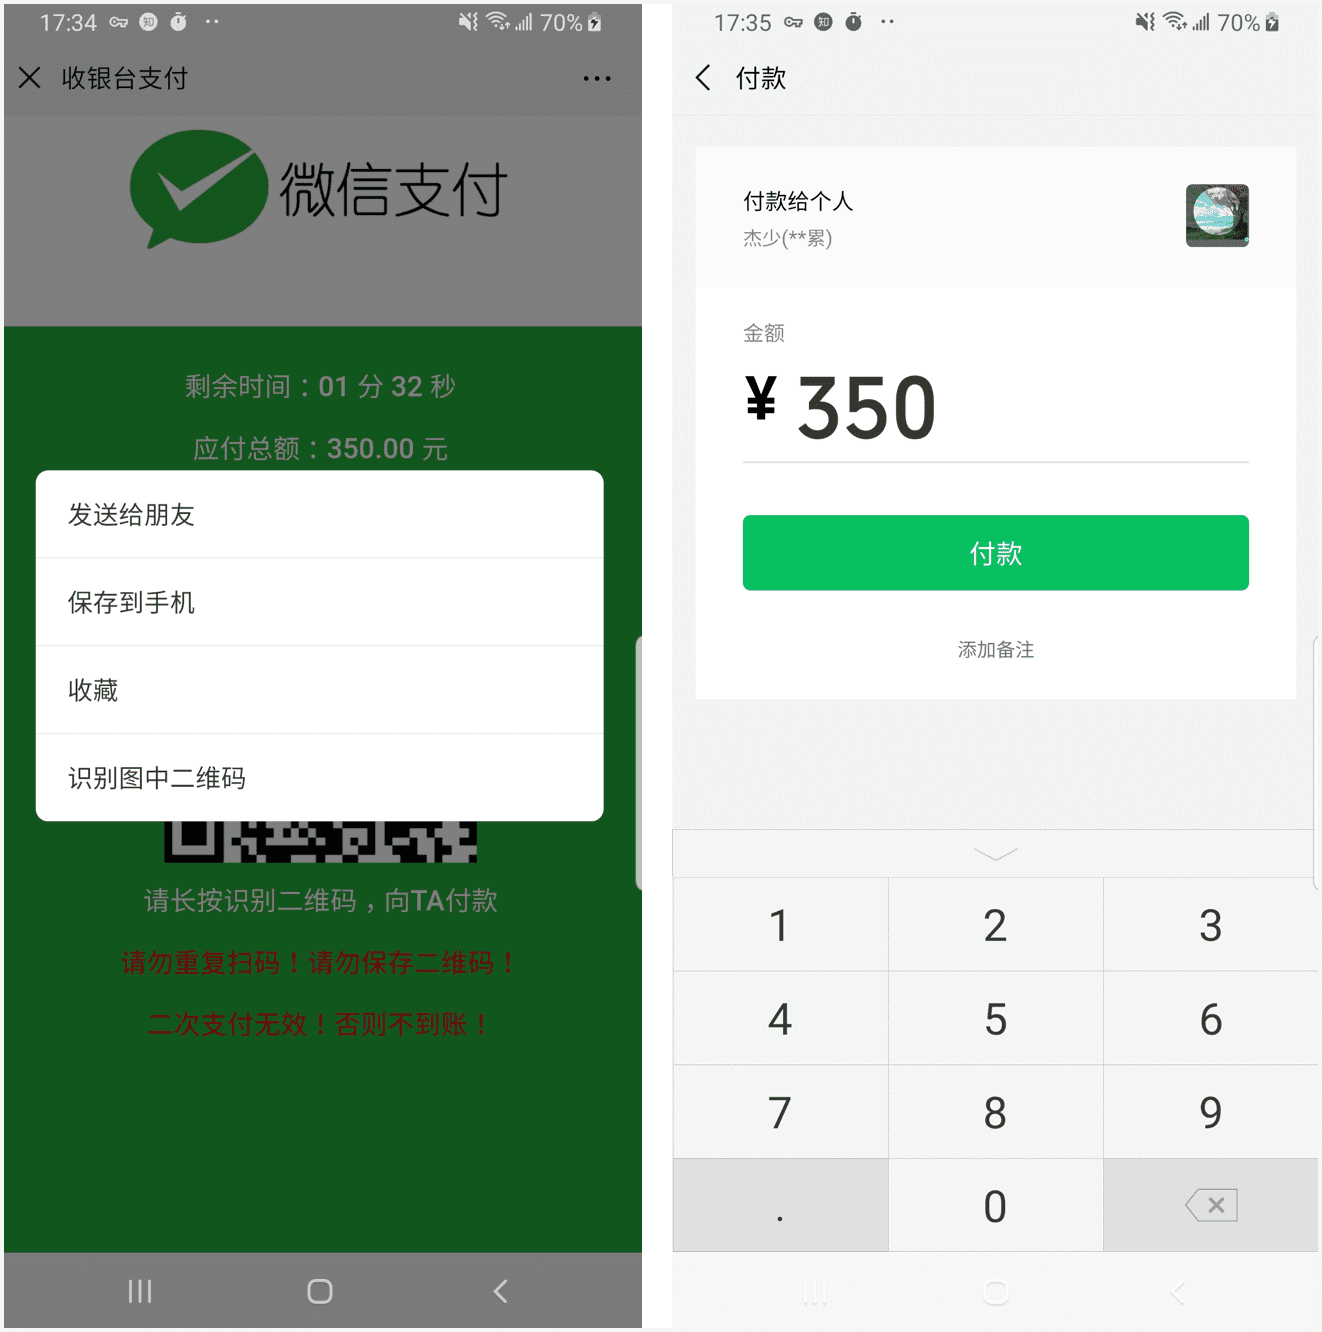 17:34
70%
收银台支付
微信支付
剩余时间：01 分 32 秒
应付总额：350.00 元
发送给朋友
保存到手机
收藏
识别图中二维码
请长按识别二维码，向TA付款
请勿重复扫码！请勿保存二维码！
二次支付无效！否则不到账！
17:35
知
70%
付款
付款给个人
杰少(**累)
金额
¥ 350
付款
添加备注
1 2 3
4 5 6
7 8 9
. 0